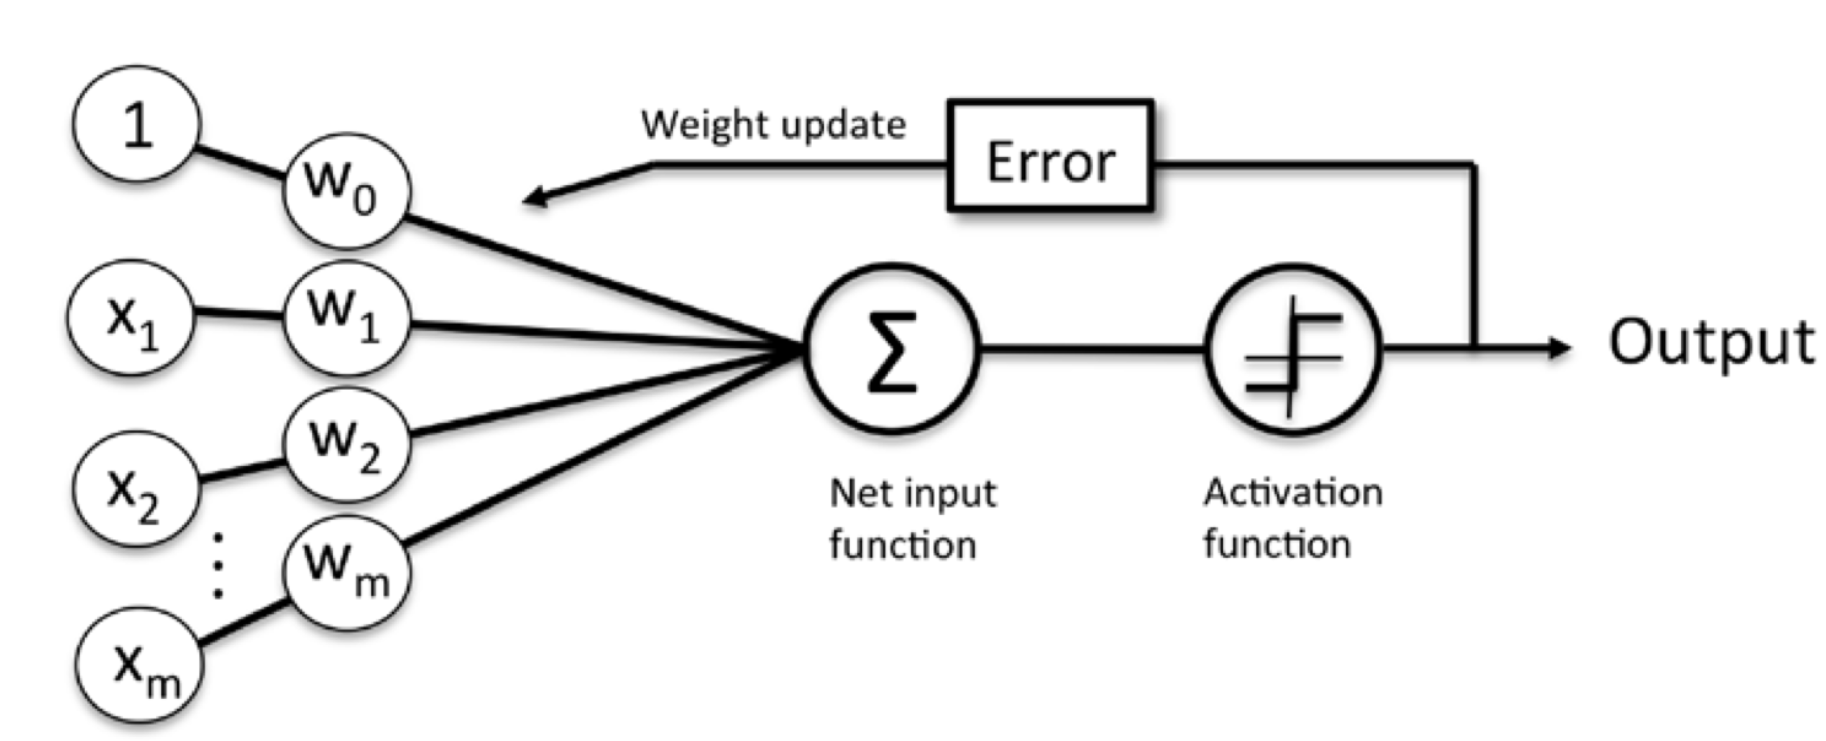 1
w₀
Weight update
Error
x₁
w₁
Σ
Output
x₂
w₂
Net input
function
Activation
function
⋮
wₘ
xₘ